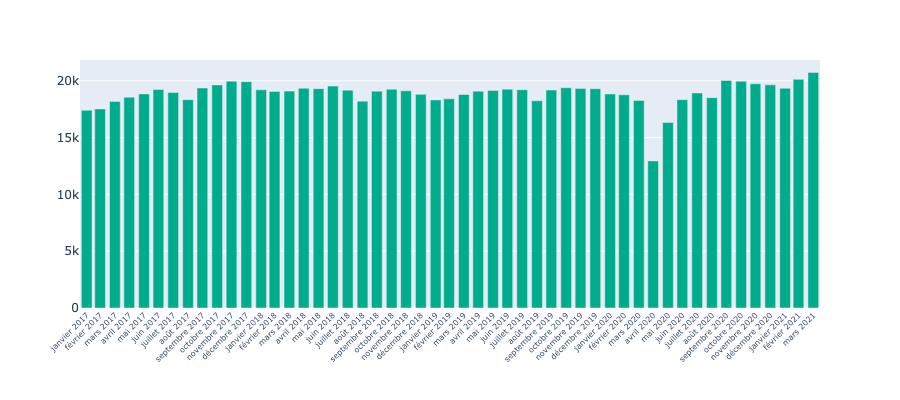 20k
15k
10k
5k
0
janvier 2017
février 2017
mars 2017
avril 2017
mai 2017
juin 2017
juillet 2017
août 2017
septembre 2017
octobre 2017
novembre 2017
décembre 2017
janvier 2018
février 2018
mars 2018
avril 2018
mai 2018
juin 2018
juillet 2018
août 2018
septembre 2018
octobre 2018
novembre 2018
décembre 2018
janvier 2019
février 2019
mars 2019
avril 2019
mai 2019
juin 2019
juillet 2019
août 2019
septembre 2019
octobre 2019
novembre 2019
décembre 2019
janvier 2020
février 2020
mars 2020
avril 2020
mai 2020
juin 2020
juillet 2020
août 2020
septembre 2020
octobre 2020
novembre 2020
décembre 2020
janvier 2021
février 2021
mars 2021